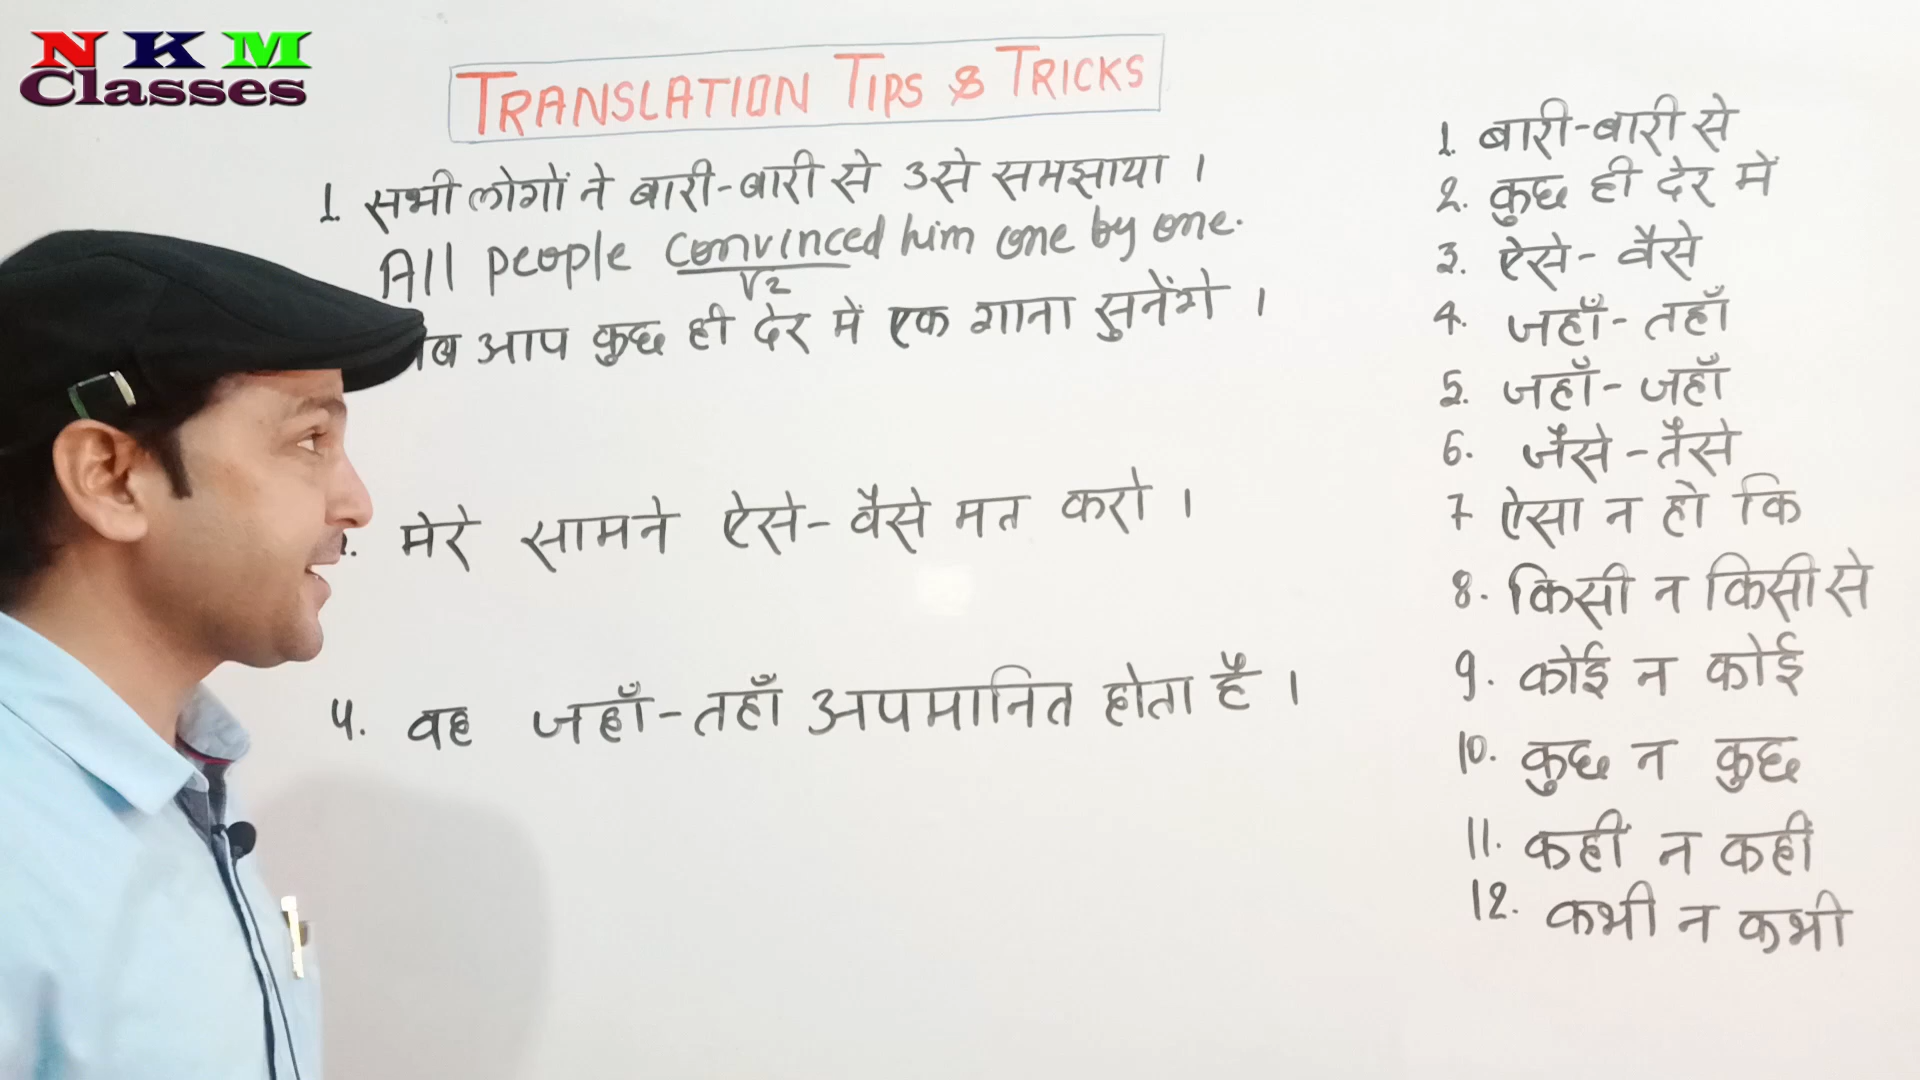 NKM
Classes
TRANSLATION TIPS & TRICKS
1. सभी लोगों ने बारी-बारी से उसे समझाया ।
All people convinced him one by one.
V2
आप कुछ ही देर में एक गाना सुनेंगे ।
मेरे सामने ऐसे-वैसे मत करो ।
4. वह जहाँ-तहाँ अपमानित होता है ।
1. बारी-बारी से
2. कुछ ही देर में
3. ऐसे-वैसे
4. जहाँ-तहाँ
5. जहाँ-जहाँ
6. जैसे-तैसे
7 ऐसा न हो कि
8. किसी न किसी से
9. कोई न कोई
10. कुछ न कुछ
11. कहीं न कहीं
12. कभी न कभी